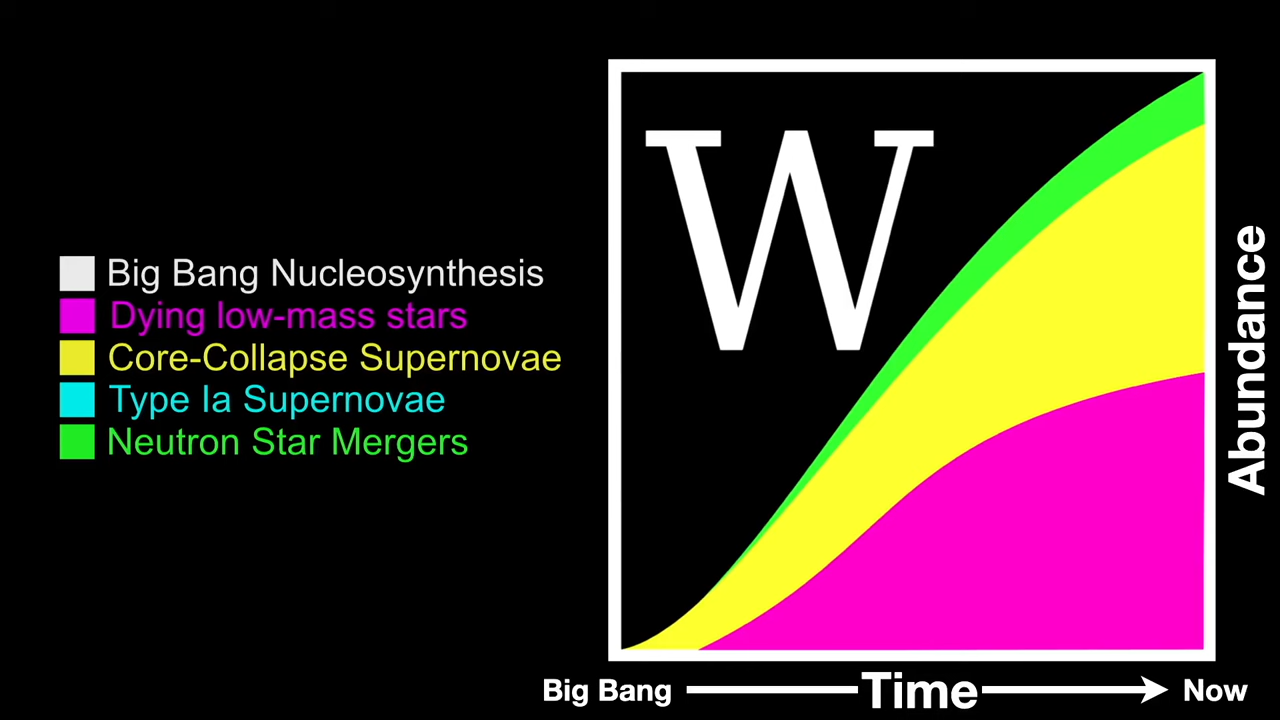 W
Big Bang Nucleosynthesis
Dying low-mass stars
Core-Collapse Supernovae
Type Ia Supernovae
Neutron Star Mergers
Abundance
Big Bang Time Now